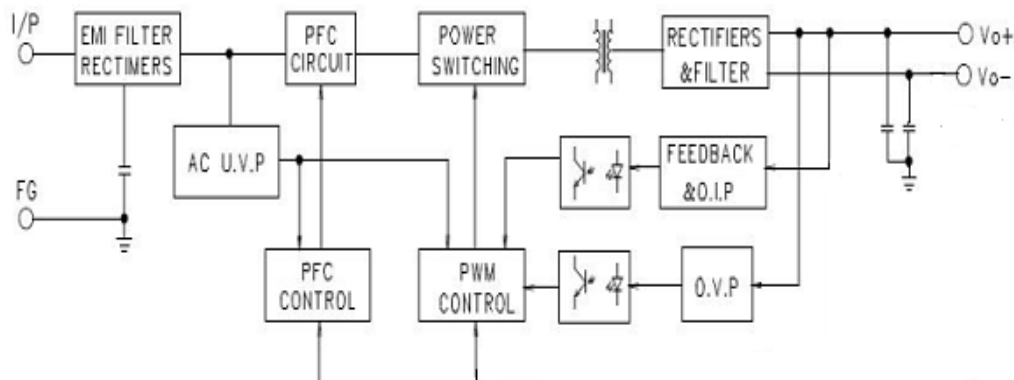 I/P
EMI FILTER
RECTIMERS
PFC
CIRCUIT
POWER
SWITCHING
RECTIFIERS
&FILTER
Vo+
Vo-
AC U.V.P
FEEDBACK
&O.I.P
FG
PFC
CONTROL
PWM
CONTROL
O.V.P